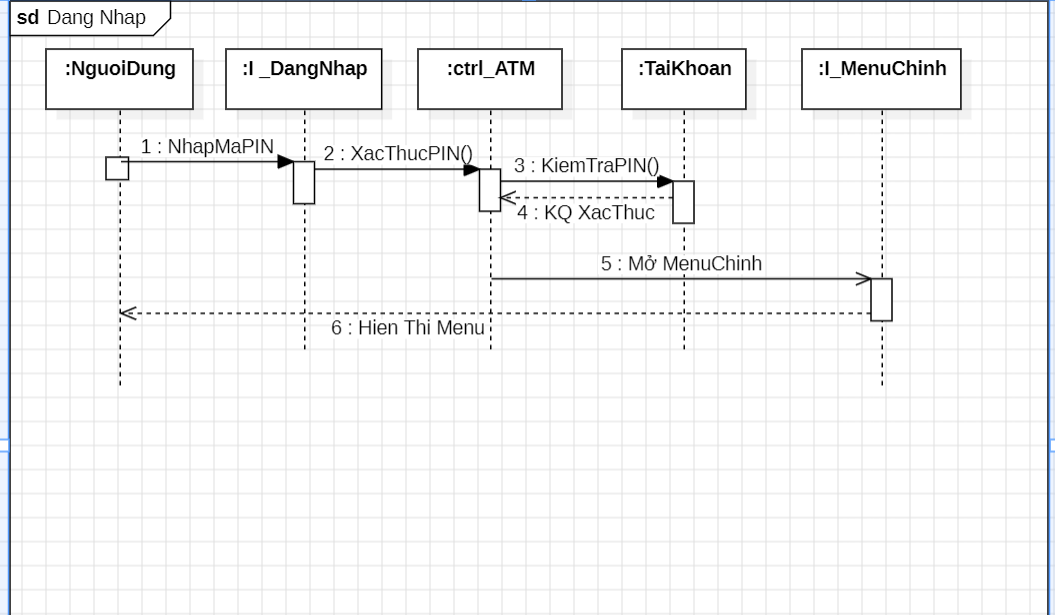 sd Dang Nhap
:NguoiDung
:I _DangNhap
:ctrl_ATM
:TaiKhoan
:I_MenuChinh
1 : NhapMaPIN
2 : XacThucPIN()
3 : KiemTraPIN()
4 : KQ XacThuc
5 : Mở MenuChinh
6 : Hien Thi Menu